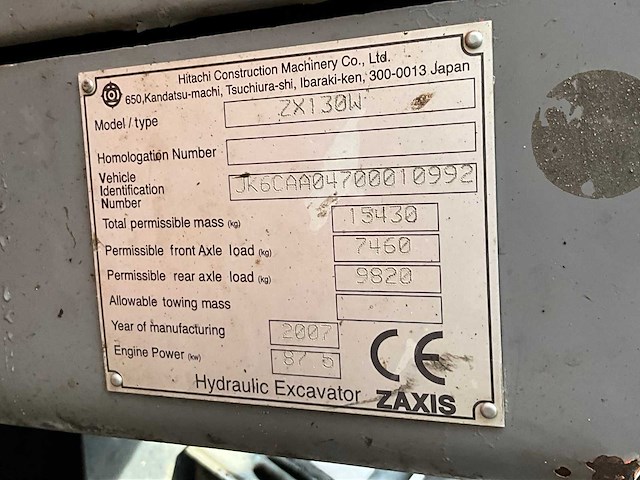 Hitachi Construction Machinery Co., Ltd.
650,Kandatsu-machi, Tsuchiura-shi, Ibaraki-ken, 300-0013 Japan
Model / type ZX130W
Homologation Number
Vehicle
Identification JK6CAA04700010992
Number
Total permissible mass (kg) 15430
Permissible front Axle load (kg) 7460
Permissible rear axle load (kg) 9820
Allowable towing mass
Year of manufacturing 2007
Engine Power (kw) 87 5
CE
Hydraulic Excavator ZAXIS